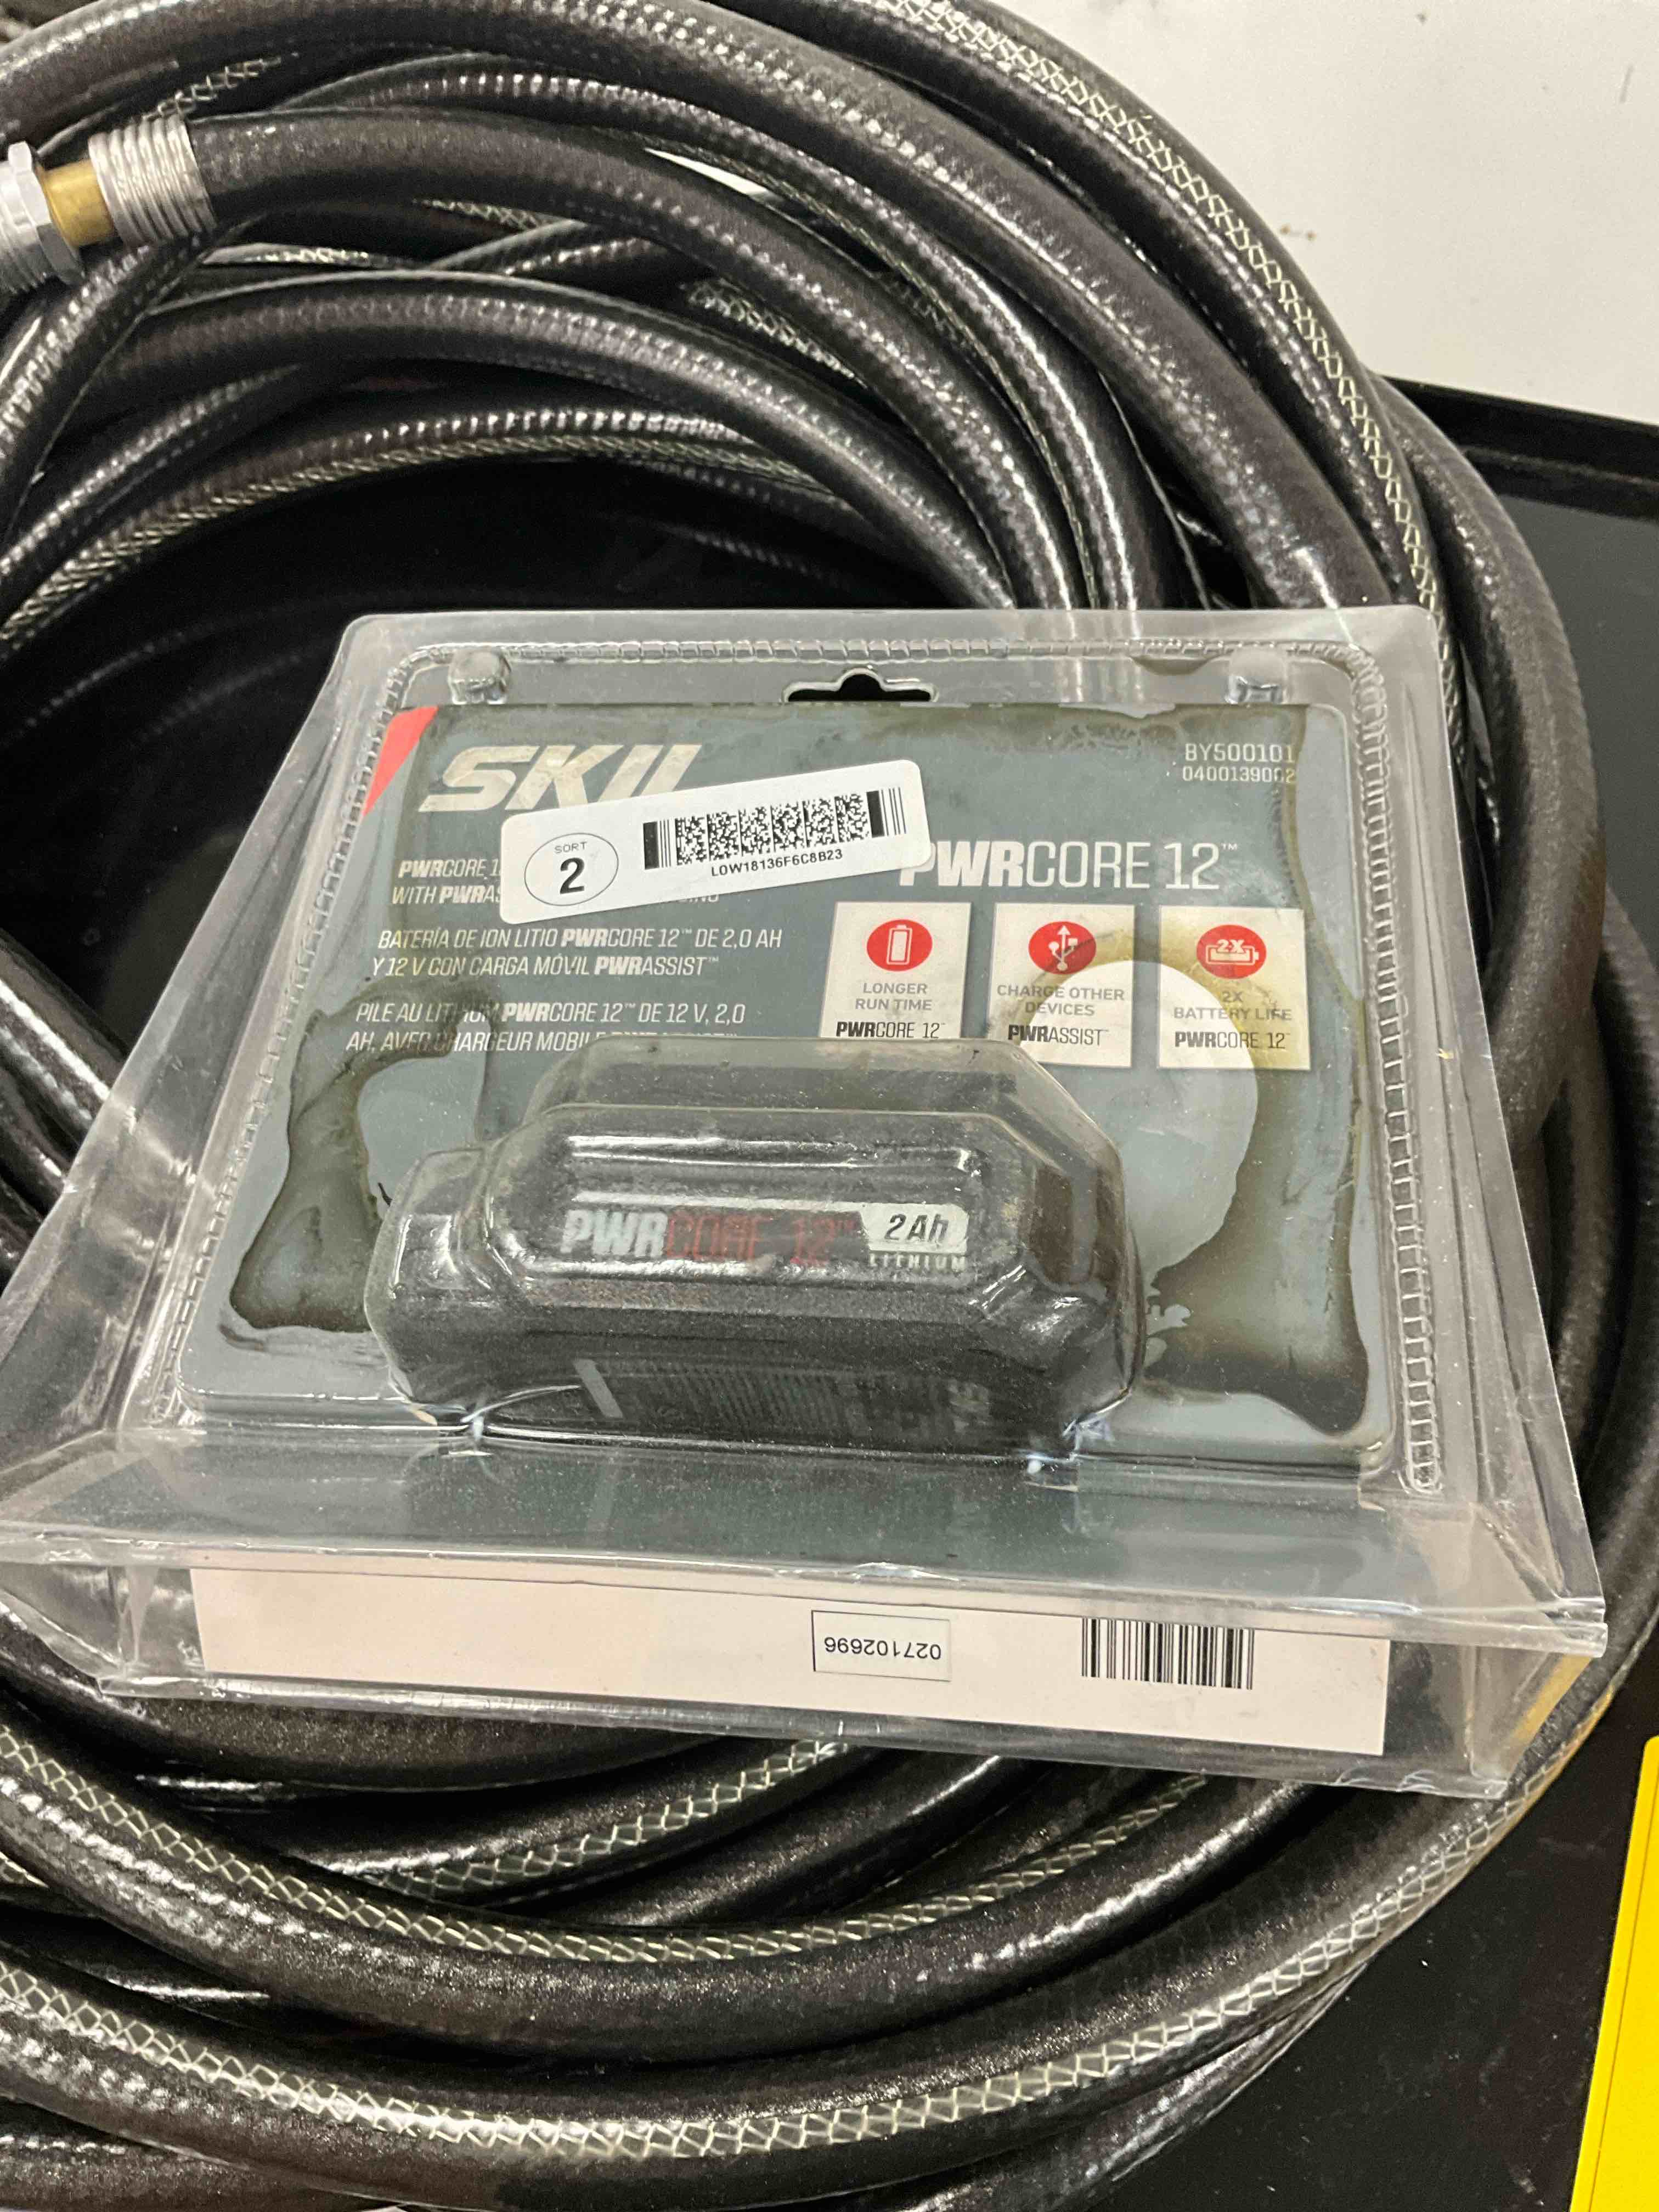 SKIL
BY500101
0400139002
SORT
2
LOW18136F6C8B23
PWRCORE 12™
PWRCORE
WITH
BATERÍA DE ION LITIO PWRCORE 12™ DE 2,0 AH
Y 12 V CON CARGA MÓVIL PWRASSIST™
PILE AU LITHIUM PWRCORE 12™ DE 12 V, 2,0
AH, AVEC CHARGEUR MOBILE
LONGER
RUN TIME
PWRCORE 12™
CHARGE OTHER
DEVICES
PWRASSIST™
2X
2X
BATTERY LIFE
PWRCORE 12™
PWRCORE 12™
2Ah
LITHIUM
027102696